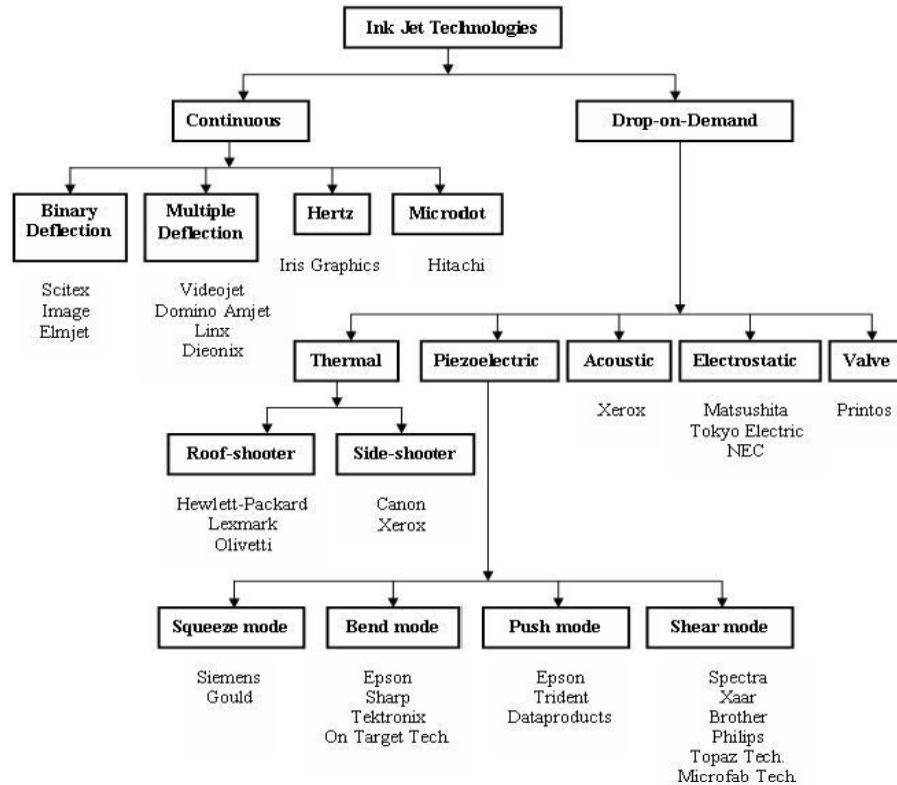 Ink Jet Technologies
Continuous
Drop-on-Demand
Binary
Deflection
Multiple
Deflection
Hertz
Microdot
Scitex
Image
Elmjet
Videojet
Domino Amjet
Linx
Dieonix
Iris Graphics
Hitachi
Thermal
Piezoelectric
Acoustic
Electrostatic
Valve
Xerox
Matsushita
Tokyo Electric
NEC
Printos
Roof-shooter
Side-shooter
Hewlett-Packard
Lexmark
Olivetti
Canon
Xerox
Squeeze mode
Bend mode
Push mode
Shear mode
Siemens
Gould
Epson
Sharp
Tektronix
On Target Tech.
Epson
Trident
Dataproducts
Spectra
Xaar
Brother
Philips
Topaz Tech.
Microfab Tech.